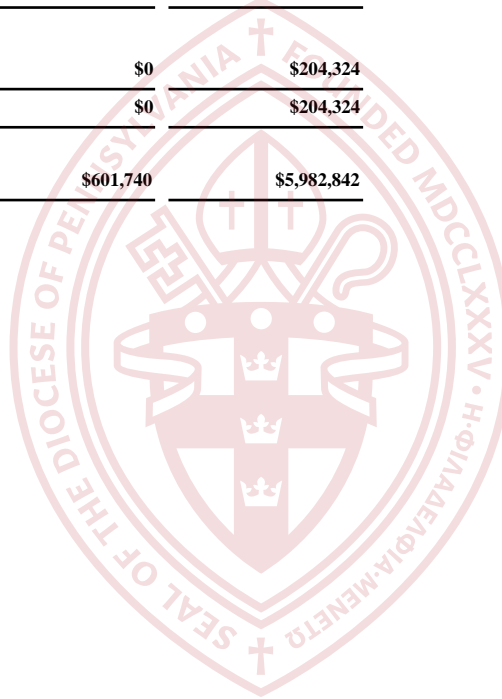 $0 $204,324
$0 $204,324
$601,740 $5,982,842
SEAL OF THE DIOCESE OF PENNSYLVANIA † FOUNDED MDCCLXXXV • Η·ΦΙΛΑΔΕΛΦΙΑ·ΜΕΝΕΤΩ †